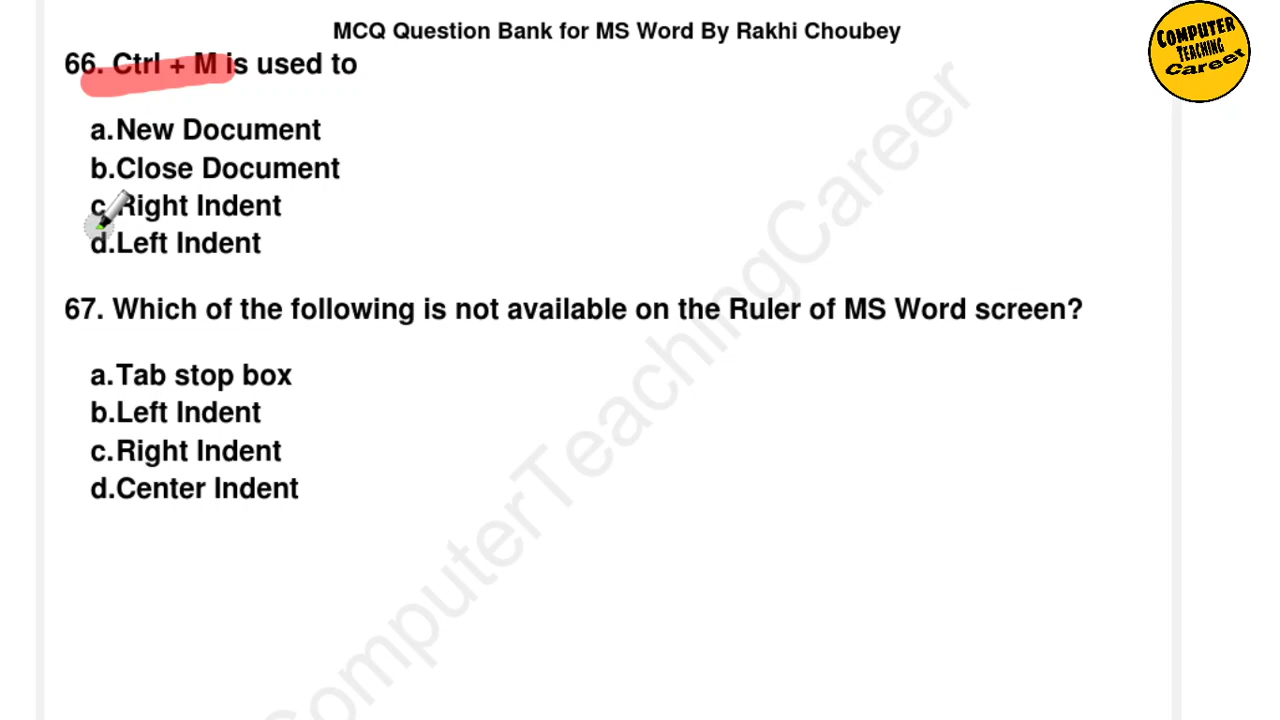 MCQ Question Bank for MS Word By Rakhi Choubey
COMPUTER
TEACHING
Career
66. Ctrl + M is used to
a.New Document
b.Close Document
c.Right Indent
d.Left Indent
67. Which of the following is not available on the Ruler of MS Word screen?
a.Tab stop box
b.Left Indent
c.Right Indent
d.Center Indent
ComputerTeachingCareer